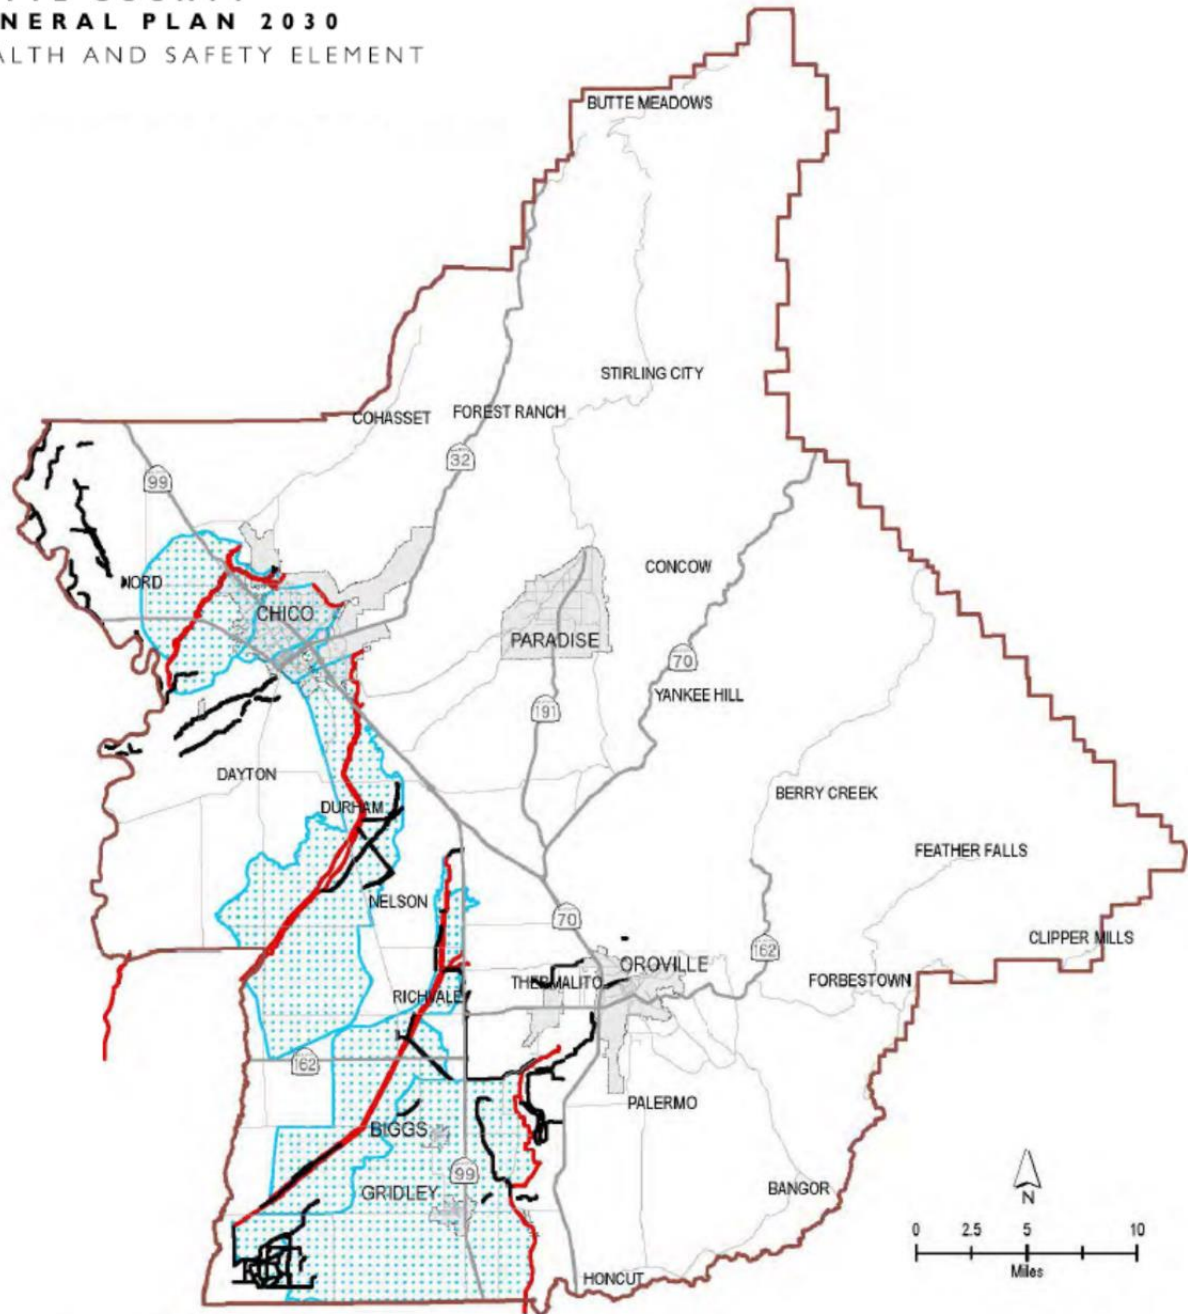 NERAL PLAN 2030
ALTH AND SAFETY ELEMENT
BUTTE MEADOWS
STIRLING CITY
COHASSET
FOREST RANCH
32
99
CONCOW
NORD
CHICO
PARADISE
70
YANKEE HILL
191
DAYTON
BERRY CREEK
DURHAM
FEATHER FALLS
NELSON
70
CLIPPER MILLS
162
OROVILLE
FORBESTOWN
THERMALITO
RICHVALE
162
PALERMO
BIGGS
99
GRIDLEY
BANGOR
N
0 2.5 5 10
Miles
HONCUT